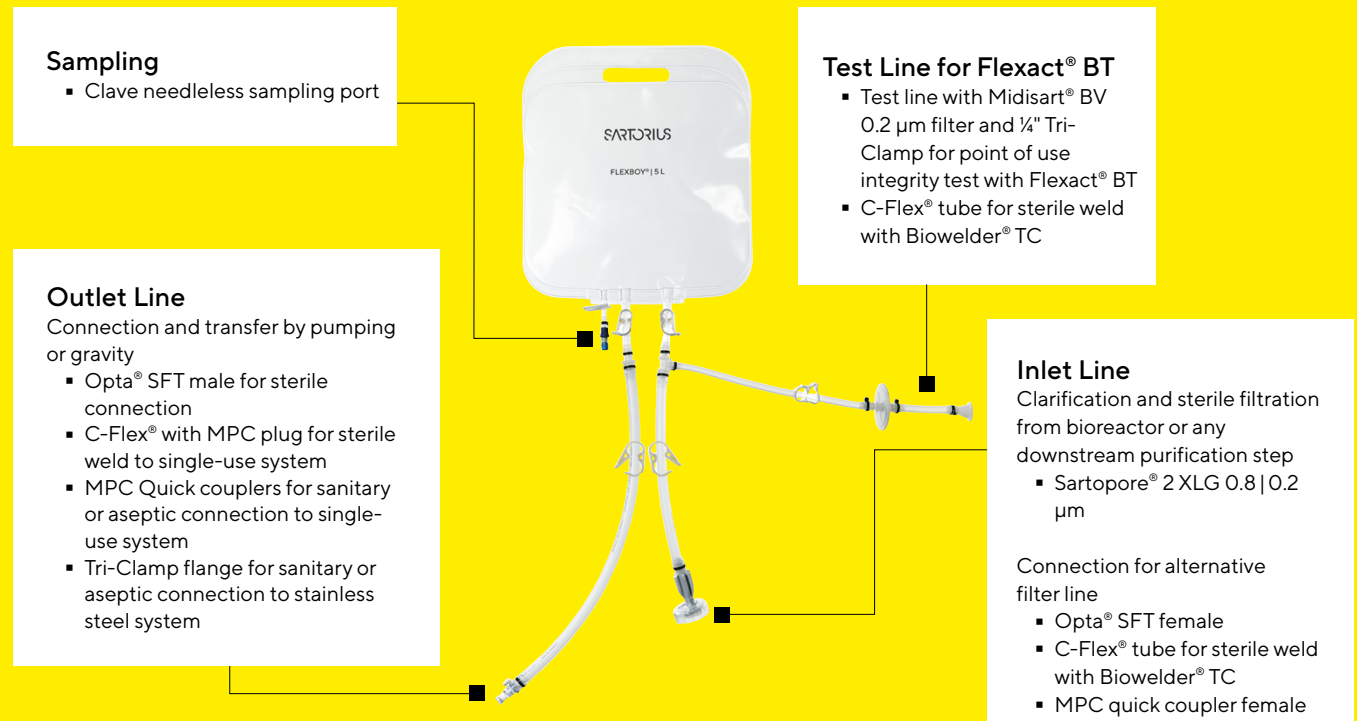 Sampling
▪ Clave needleless sampling port
Outlet Line
Connection and transfer by pumping
or gravity
▪ Opta® SFT male for sterile
connection
▪ C-Flex® with MPC plug for sterile
weld to single-use system
▪ MPC Quick couplers for sanitary
or aseptic connection to single-
use system
▪ Tri-Clamp flange for sanitary or
aseptic connection to stainless
steel system
SARTORIUS
FLEXBOY® | 5 L
Test Line for Flexact® BT
▪ Test line with Midisart® BV
0.2 µm filter and ¼" Tri-
Clamp for point of use
integrity test with Flexact® BT
▪ C-Flex® tube for sterile weld
with Biowelder® TC
Inlet Line
Clarification and sterile filtration
from bioreactor or any
downstream purification step
▪ Sartopore® 2 XLG 0.8 | 0.2
µm
Connection for alternative
filter line
▪ Opta® SFT female
▪ C-Flex® tube for sterile weld
with Biowelder® TC
▪ MPC quick coupler female